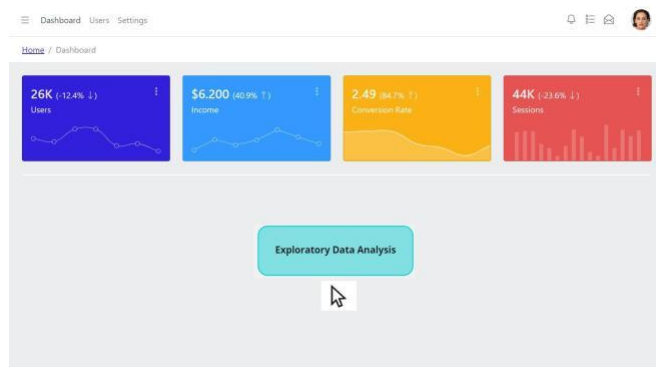 Dashboard Users Settings
Home / Dashboard
26K (-12.4% ↓)
Users
$6.200 (40.9% ↑)
Income
2.49 (84.7% ↑)
Conversion Rate
44K (-23.6% ↓)
Sessions
Exploratory Data Analysis